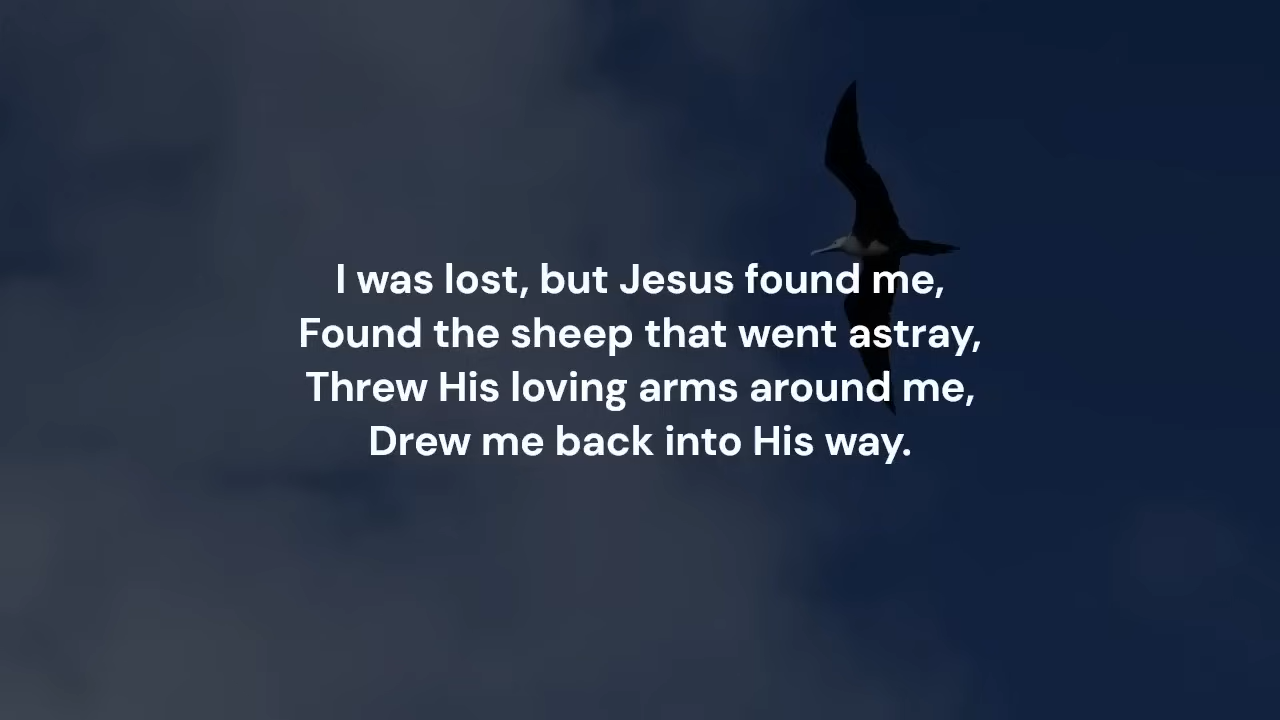 I was lost, but Jesus found me,
Found the sheep that went astray,
Threw His loving arms around me,
Drew me back into His way.